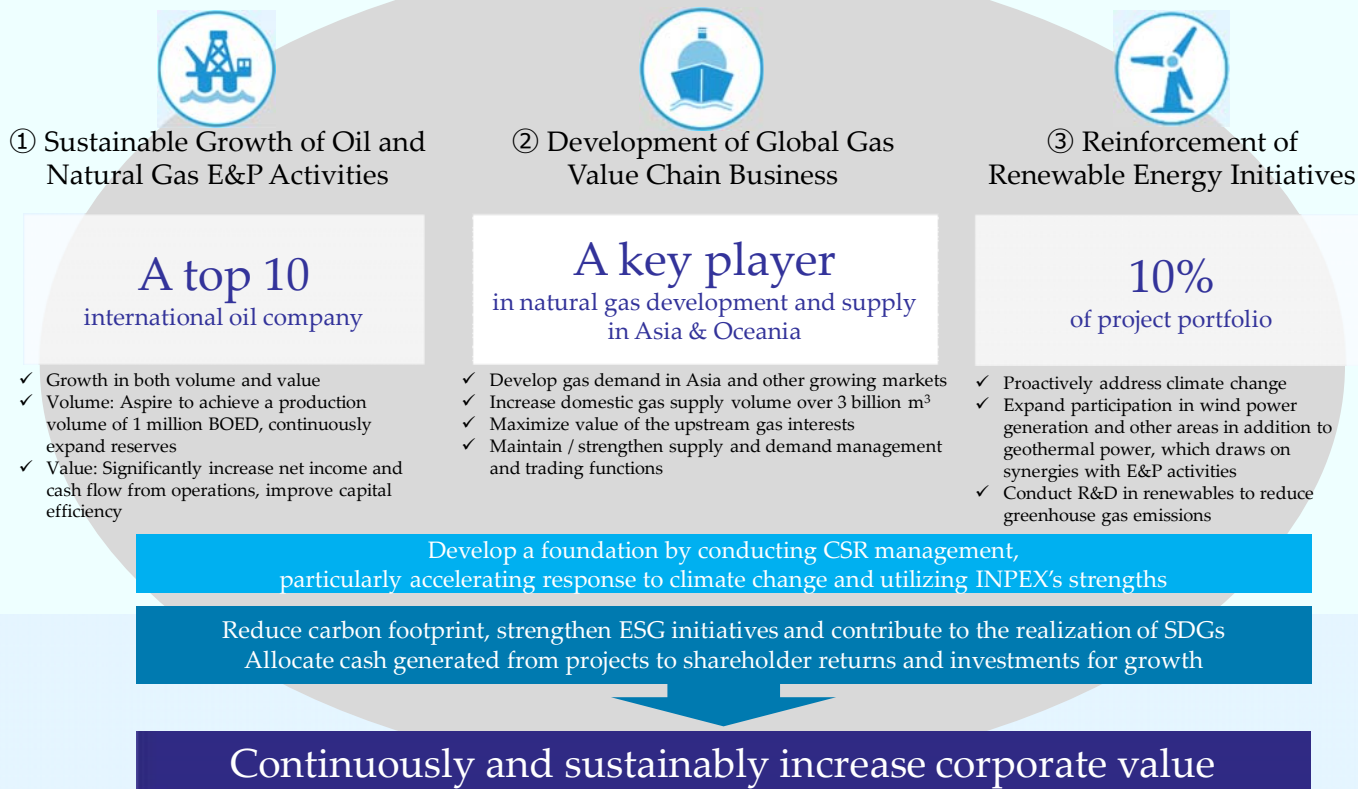 ① Sustainable Growth of Oil and
Natural Gas E&P Activities
A top 10
international oil company
✓ Growth in both volume and value
✓ Volume: Aspire to achieve a production
volume of 1 million BOED, continuously
expand reserves
✓ Value: Significantly increase net income and
cash flow from operations, improve capital
efficiency
② Development of Global Gas
Value Chain Business
A key player
in natural gas development and supply
in Asia & Oceania
✓ Develop gas demand in Asia and other growing markets
✓ Increase domestic gas supply volume over 3 billion m³
✓ Maximize value of the upstream gas interests
✓ Maintain / strengthen supply and demand management
and trading functions
③ Reinforcement of
Renewable Energy Initiatives
10%
of project portfolio
✓ Proactively address climate change
✓ Expand participation in wind power
generation and other areas in addition to
geothermal power, which draws on
synergies with E&P activities
✓ Conduct R&D in renewables to reduce
greenhouse gas emissions
Develop a foundation by conducting CSR management,
particularly accelerating response to climate change and utilizing INPEX’s strengths
Reduce carbon footprint, strengthen ESG initiatives and contribute to the realization of SDGs
Allocate cash generated from projects to shareholder returns and investments for growth
Continuously and sustainably increase corporate value